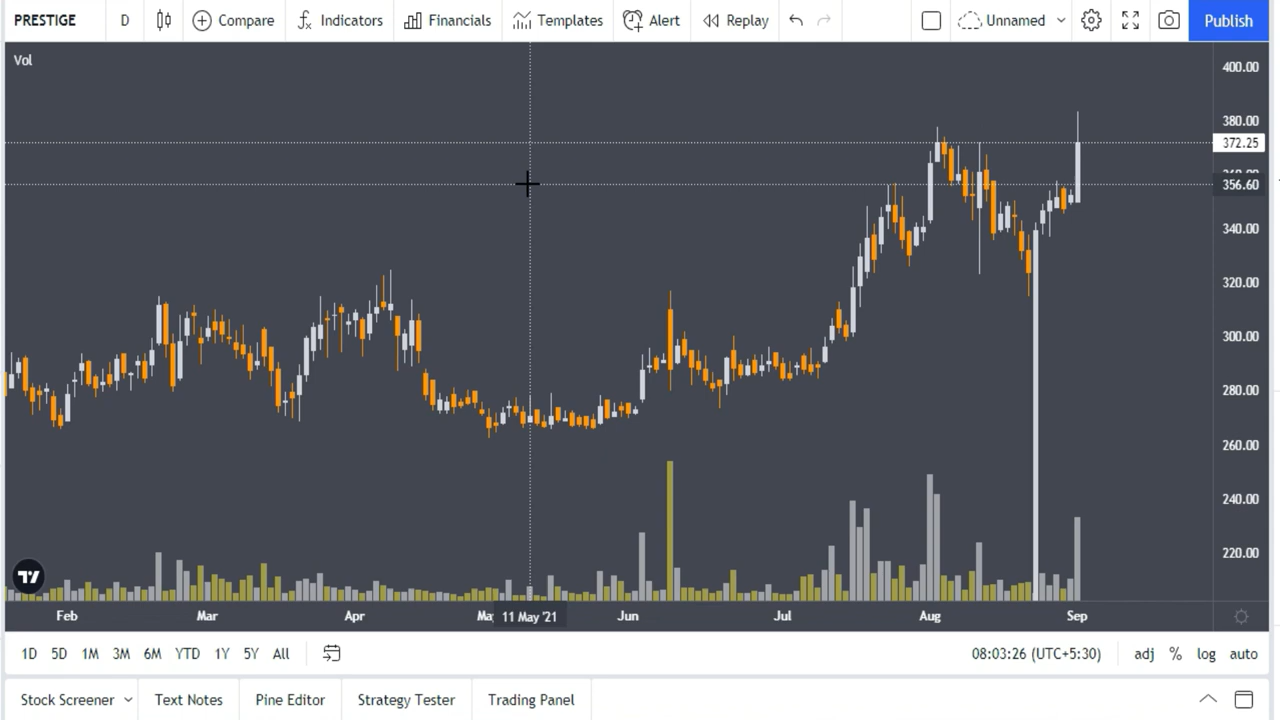 PRESTIGE D Compare Indicators Financials Templates Alert Replay Unnamed Publish
Vol
400.00
380.00
372.25
356.60
340.00
320.00
300.00
280.00
260.00
240.00
220.00
Feb Mar Apr 11 May '21 Jun Jul Aug Sep
1D 5D 1M 3M 6M YTD 1Y 5Y All 08:03:26 (UTC+5:30) adj % log auto
Stock Screener Text Notes Pine Editor Strategy Tester Trading Panel